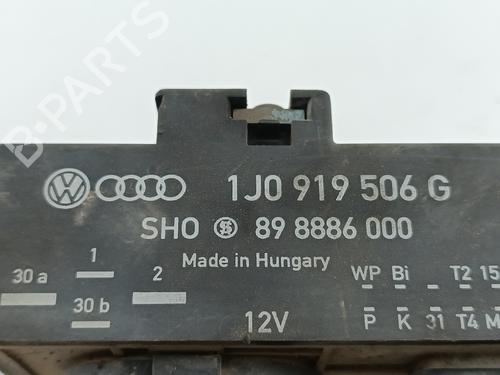 1J0 919 506 G
SHO S 89 8886 000
Made in Hungary
30 a 1 2
30 b
12V
WP Bi T2 15
P K 31 T4 M
B-PARTS